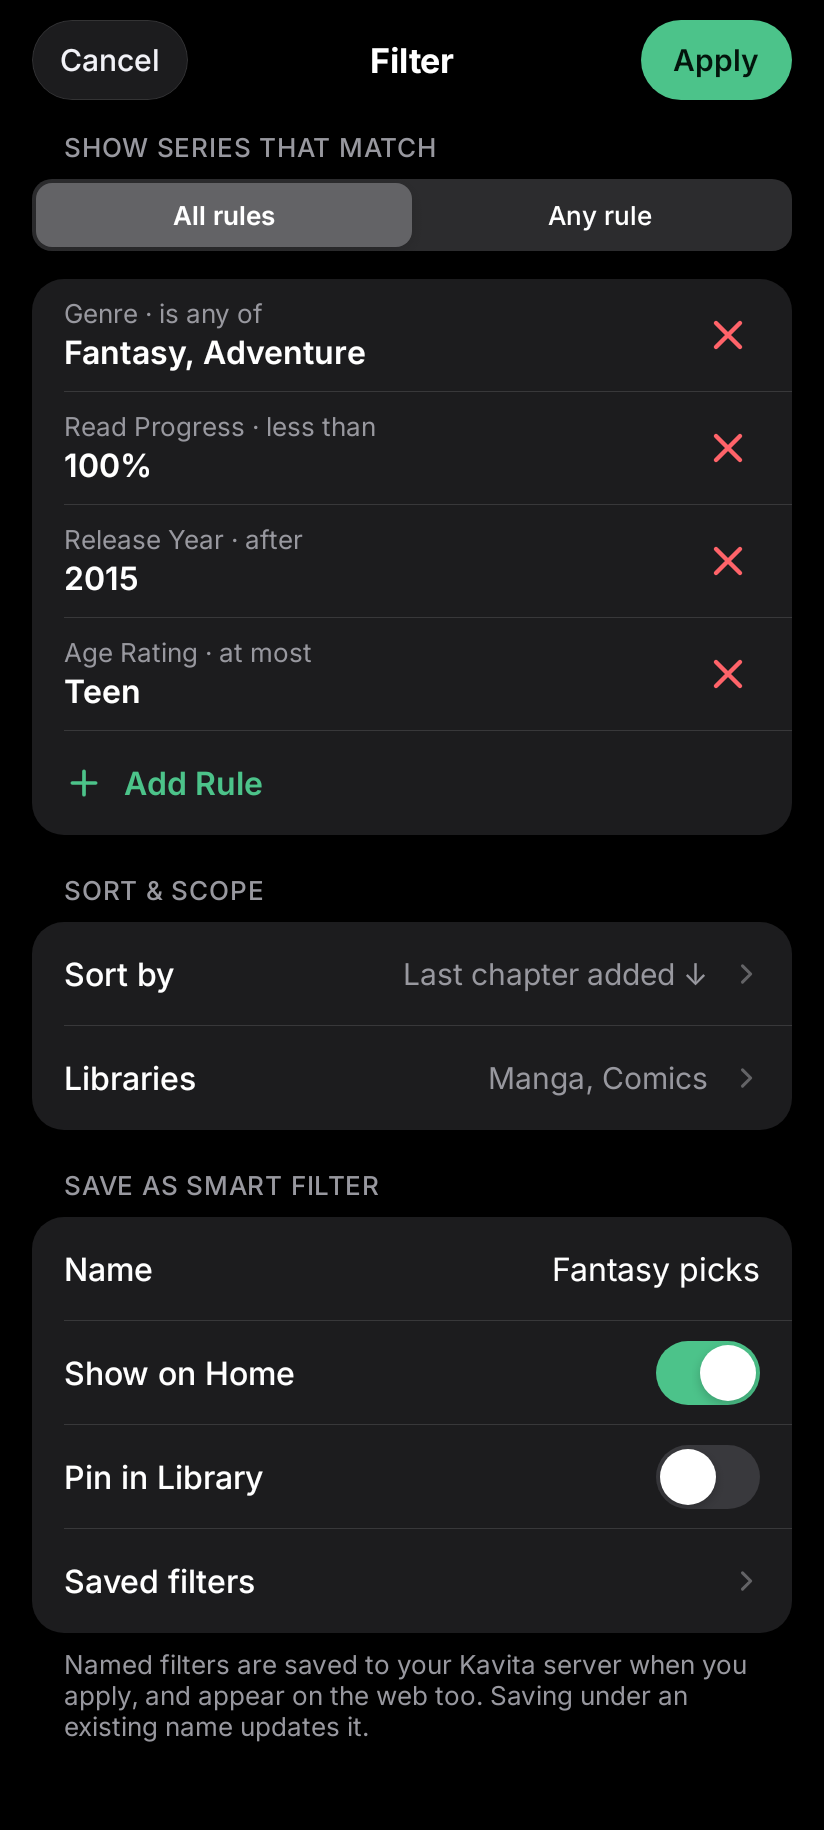 Cancel
Filter
Apply
SHOW SERIES THAT MATCH
All rules
Any rule
Genre · is any of
Fantasy, Adventure
Read Progress · less than
100%
Release Year · after
2015
Age Rating · at most
Teen
Add Rule
SORT & SCOPE
Sort by
Last chapter added ↓
Libraries
Manga, Comics
SAVE AS SMART FILTER
Name
Fantasy picks
Show on Home
Pin in Library
Saved filters
Named filters are saved to your Kavita server when you
apply, and appear on the web too. Saving under an
existing name updates it.